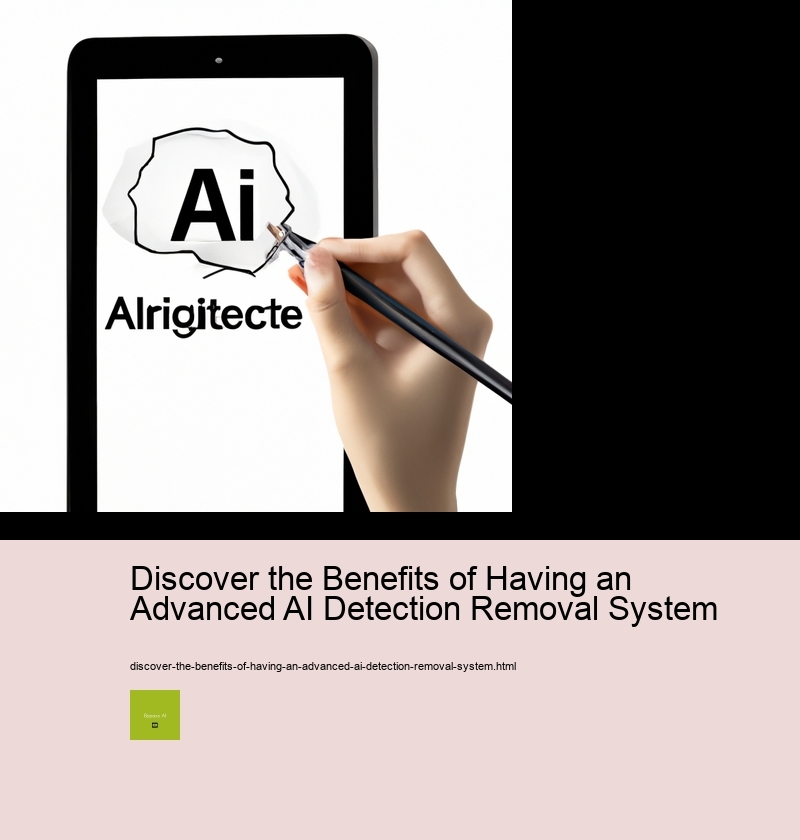 Ai
Alrigitecte
Discover the Benefits of Having an
Advanced AI Detection Removal System
discover-the-benefits-of-having-an-advanced-ai-detection-removal-system.html